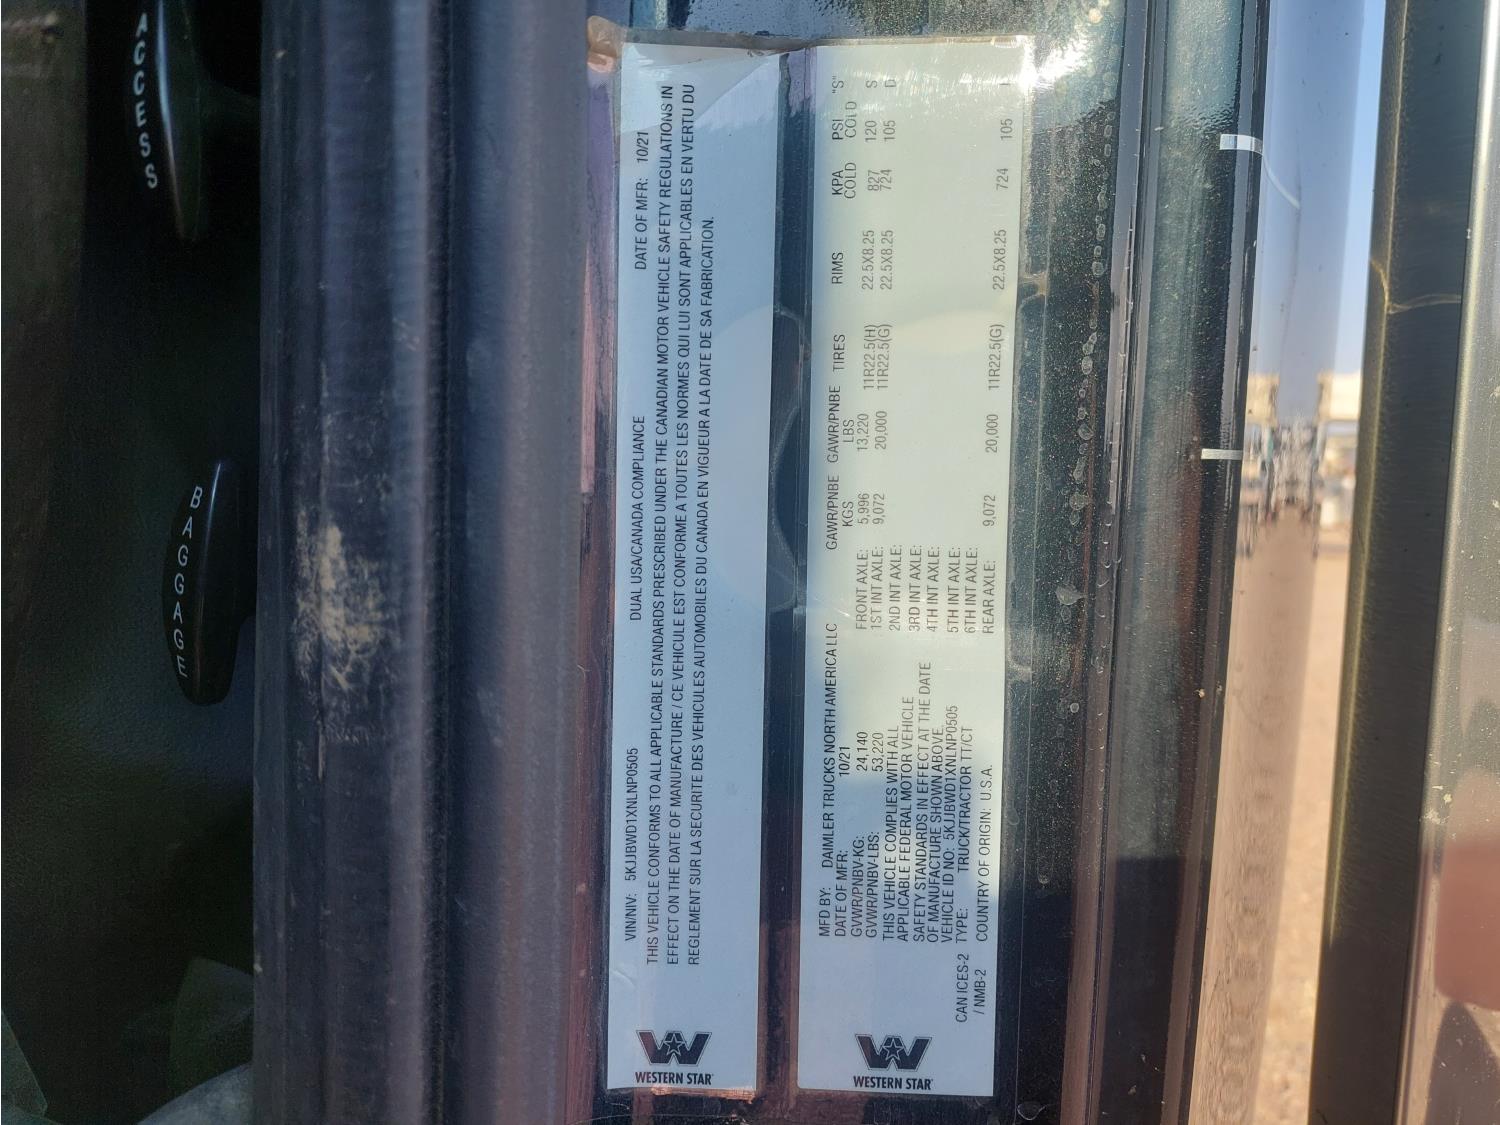 ACCESS
BAGGAGE
VIN/NIV: 5KJJBWD1XNLNP0505 DUAL USA/CANADA COMPLIANCE DATE OF MFR: 10/21
THIS VEHICLE CONFORMS TO ALL APPLICABLE STANDARDS PRESCRIBED UNDER THE CANADIAN MOTOR VEHICLE SAFETY REGULATIONS IN
EFFECT ON THE DATE OF MANUFACTURE / CE VEHICULE EST CONFORME A TOUTES LES NORMES QUI LUI SONT APPLICABLES EN VERTU DU
REGLEMENT SUR LA SECURITE DES VEHICULES AUTOMOBILES DU CANADA EN VIGUEUR A LA DATE DE SA FABRICATION.
WESTERN STAR
MFD BY: DAIMLER TRUCKS NORTH AMERICA LLC
DATE OF MFR: 10/21
GVWR/PNBV-KG: 24,140
GVWR/PNBV-LBS: 53,220
THIS VEHICLE COMPLIES WITH ALL
APPLICABLE FEDERAL MOTOR VEHICLE
SAFETY STANDARDS IN EFFECT AT THE DATE
OF MANUFACTURE SHOWN ABOVE.
VEHICLE ID NO: 5KJJBWD1XNLNP0505
CAN ICES-2 TYPE: TRUCK/TRACTOR TT/CT
/ NMB-2 COUNTRY OF ORIGIN: U.S.A.
GAWR/PNBE GAWR/PNBE TIRES RIMS KPA PSI "S"
KGS LBS COLD COLD
FRONT AXLE: 5,996 13,220 11R22.5(H) 22.5X8.25 827 120 S
1ST INT AXLE: 9,072 20,000 11R22.5(G) 22.5X8.25 724 105 D
2ND INT AXLE:
3RD INT AXLE:
4TH INT AXLE:
5TH INT AXLE:
6TH INT AXLE:
REAR AXLE: 9,072 20,000 11R22.5(G) 22.5X8.25 724 105
WESTERN STAR